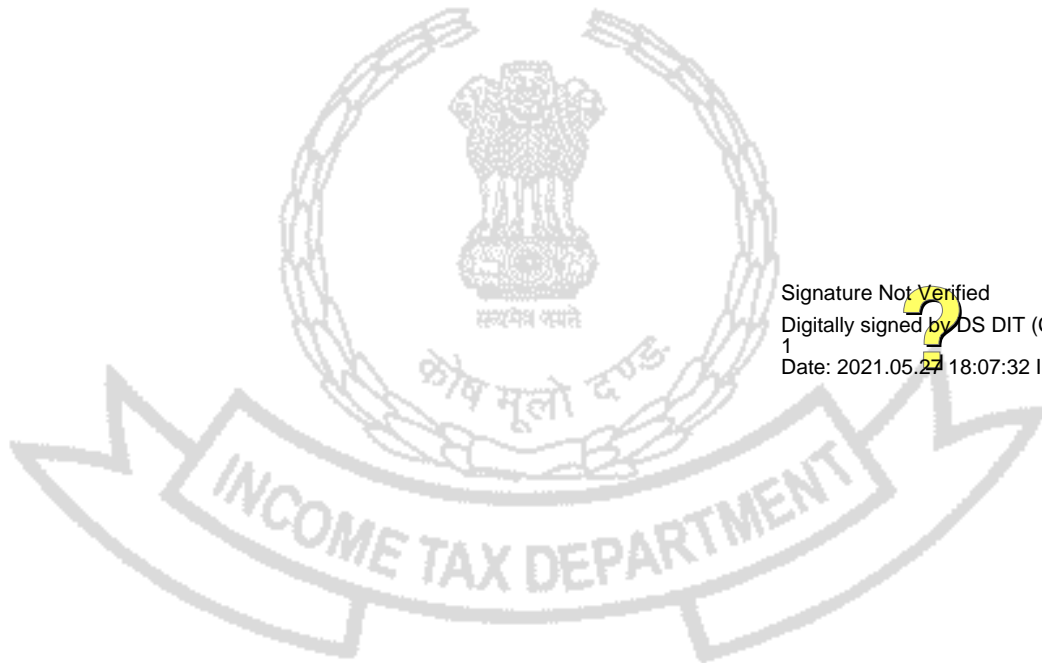 सत्यमेव जयते
कोष मूलो दण्डः
INCOME TAX DEPARTMENT
Signature Not Verified
Digitally signed by DS DIT (
1
Date: 2021.05.27 18:07:32 I